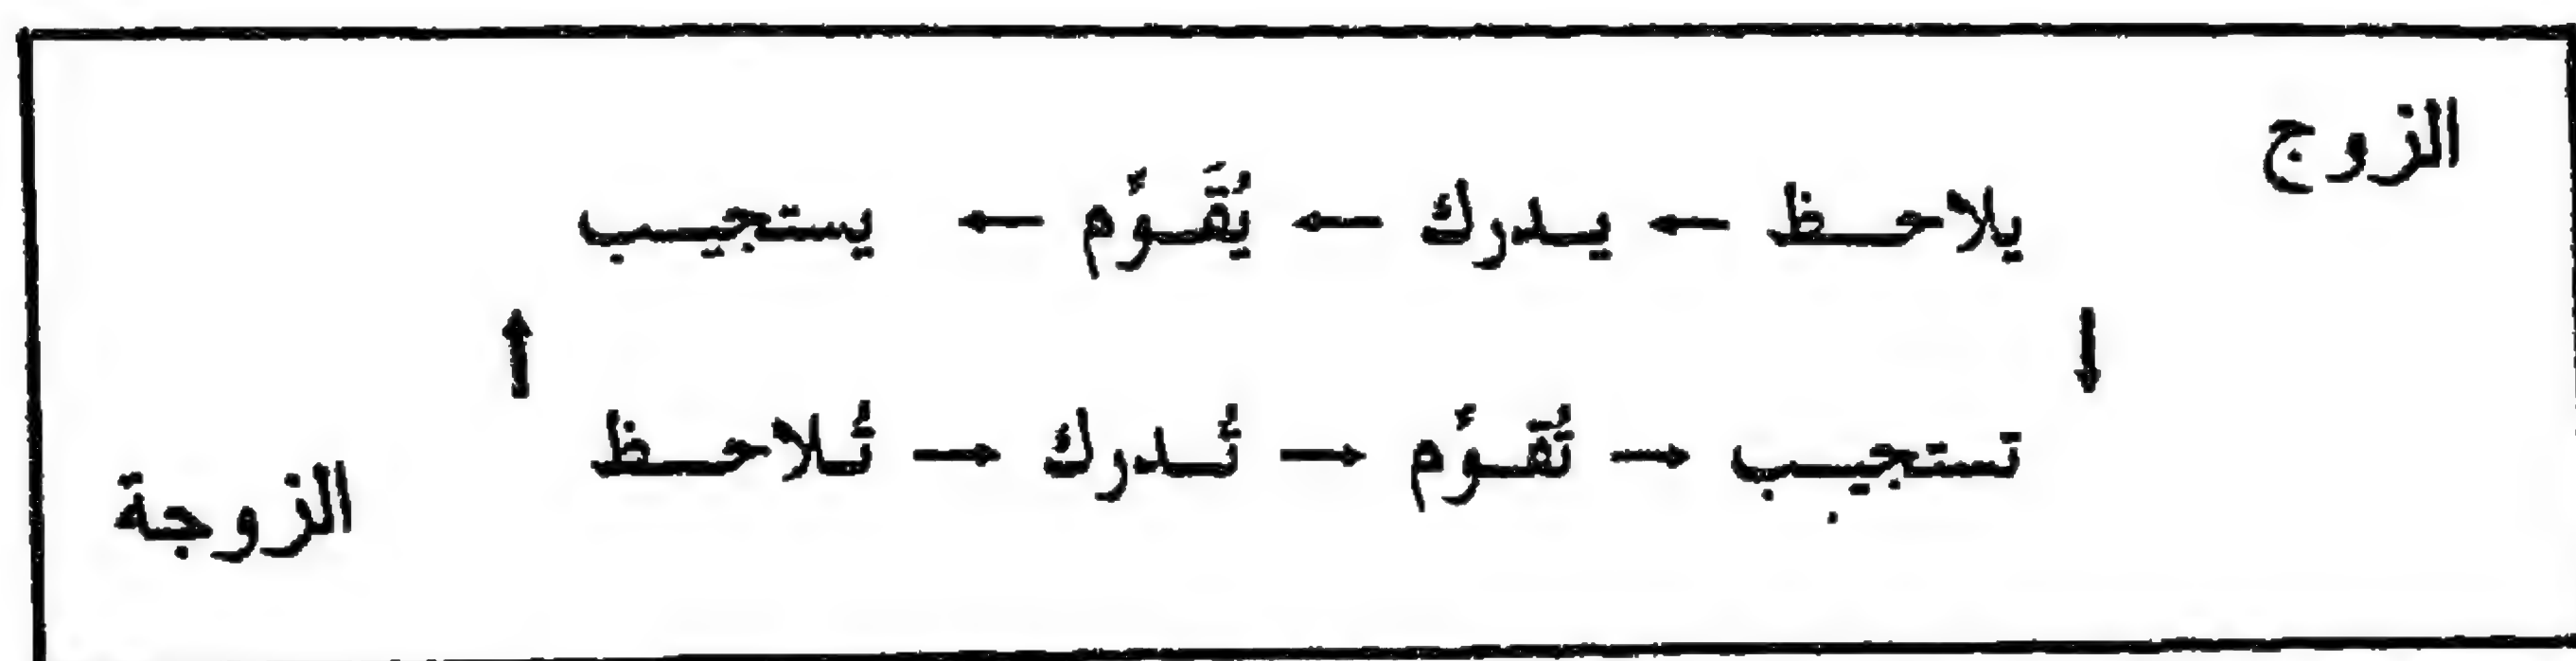 الزوج
يلاحظ ← يدرك ← يُقَوِّم ← يستجيب
↑ ↓
تستجيب → تُقَوِّم → تُدرك → تُلاحظ
الزوجة